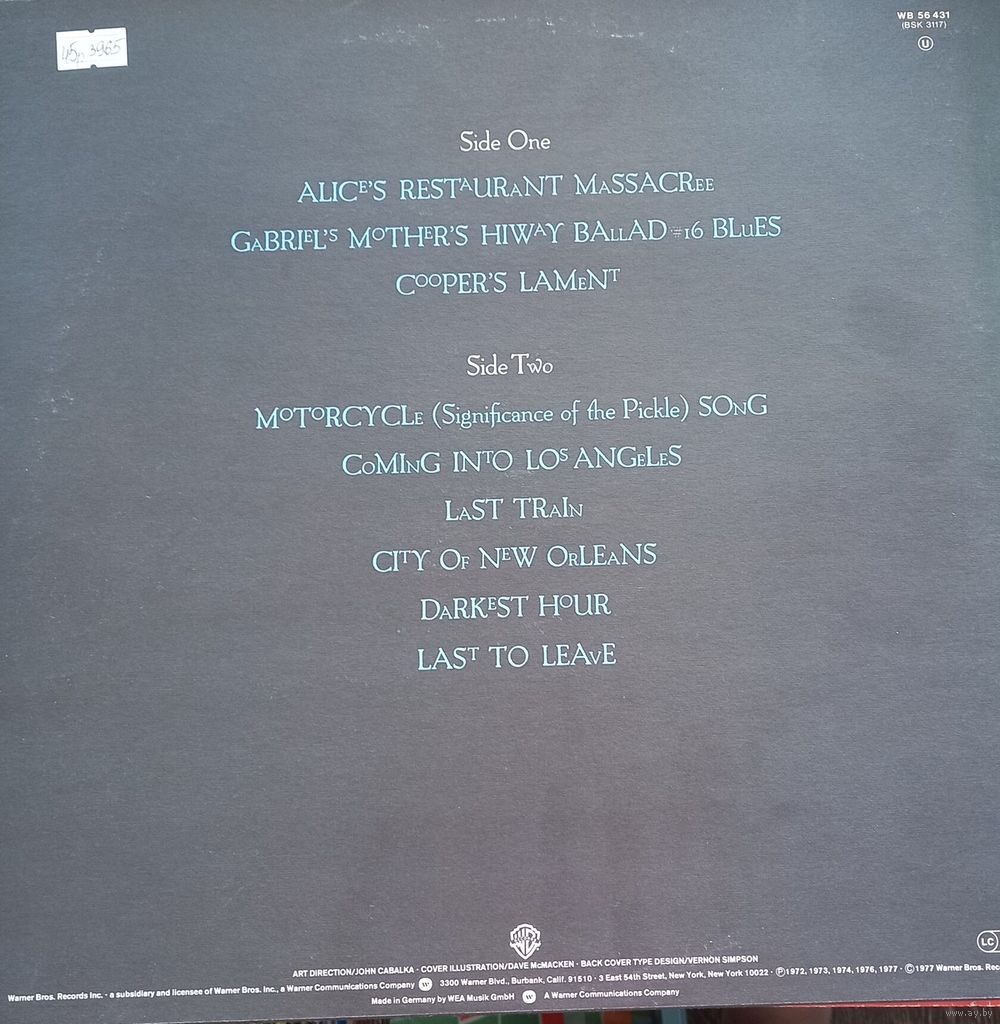 WB 56 431
(BSK 3117)
U
Side One
ALICE'S RESTAURANT MASSACREE
GABRIEL'S MOTHER'S HIWAY BALLAD #16 BLUES
COOPER'S LAMENT
Side Two
MOTORCYCLE (Significance of the Pickle) SONG
COMING INTO LOS ANGELES
LAST TRAIN
CITY OF NEW ORLEANS
DARKEST HOUR
LAST TO LEAVE
LC
ART DIRECTION/JOHN CABALKA · COVER ILLUSTRATION/DAVE McMACKEN · BACK COVER TYPE DESIGN/VERNON SIMPSON
Warner Bros. Records Inc. · a subsidiary and licensee of Warner Bros. Inc., a Warner Communications Company W 3300 Warner Blvd., Burbank, Calif. 91510 · 3 East 54th Street, New York, New York 10022 · ℗1972, 1973, 1974, 1976, 1977 · ©1977 Warner Bros. Rec
Made in Germany by WEA Musik GmbH W A Warner Communications Company
www.ay.by